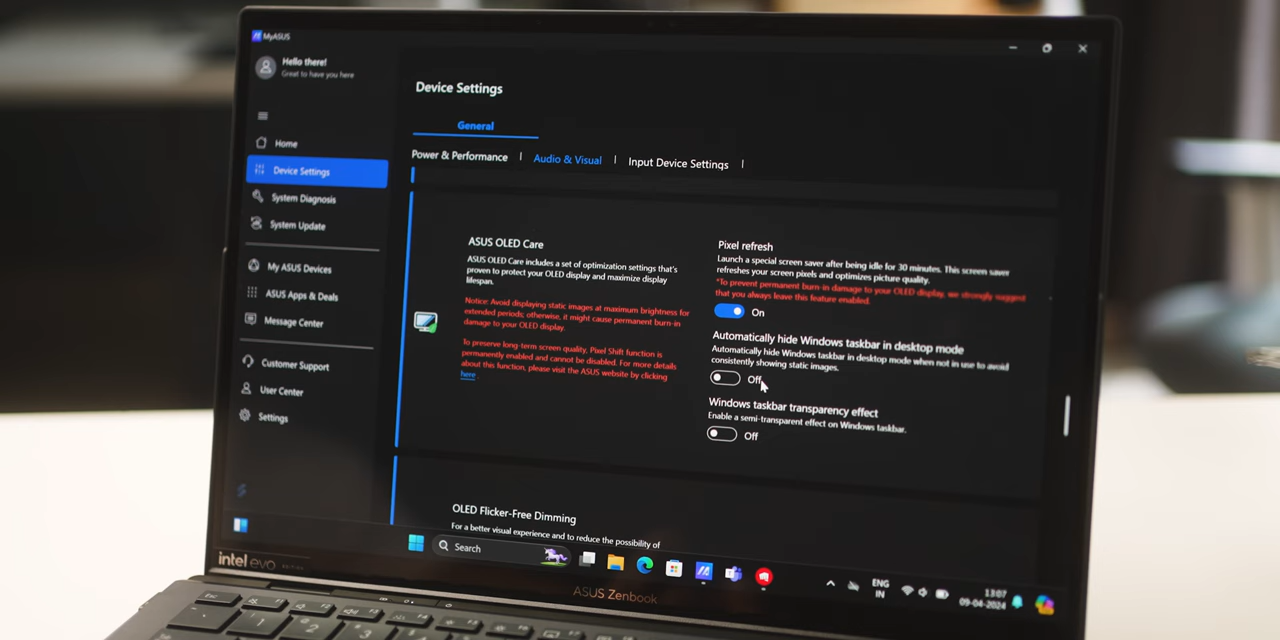 MyASUS
Hello there!
Great to have you here
Home
Device Settings
System Diagnosis
System Update
My ASUS Devices
ASUS Apps & Deals
Message Center
Customer Support
User Center
Settings
Device Settings
General
Power & Performance | Audio & Visual | Input Device Settings |
ASUS OLED Care
ASUS OLED Care includes a set of optimization settings that's
proven to protect your OLED display and maximize display
lifespan.
Notice: Avoid displaying static images at maximum brightness for
extended periods; otherwise, it might cause permanent burn-in
damage to your OLED display.
To preserve long-term screen quality, Pixel Shift function is
permanently enabled and cannot be disabled. For more details
about this function, please visit the ASUS website by clicking
here
Pixel refresh
Launch a special screen saver after being idle for 30 minutes. This screen saver
refreshes your screen pixels and optimizes picture quality.
*To prevent permanent burn-in damage to your OLED display, we strongly suggest
that you always leave this feature enabled.
On
Automatically hide Windows taskbar in desktop mode
Automatically hide Windows taskbar in desktop mode when not in use to avoid
consistently showing static images.
Off
Windows taskbar transparency effect
Enable a semi-transparent effect on Windows taskbar.
Off
OLED Flicker-Free Dimming
For a better visual experience and to reduce the possibility of
Search
ENG
IN
13:07
09-04-2024
intel evo
ASUS Zenbook